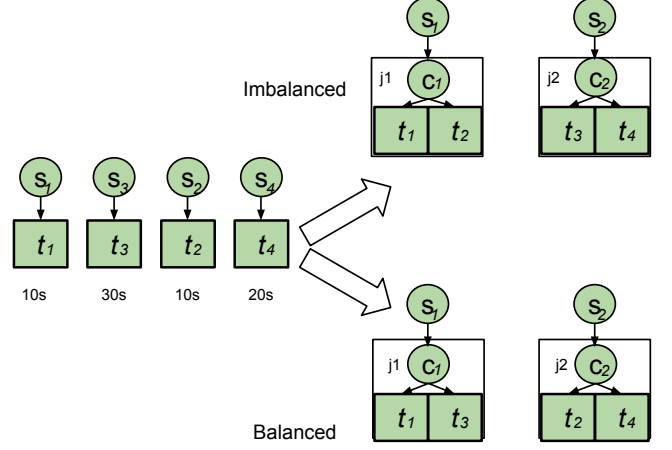 s1 s2
Imbalanced
j1 c1 j2 c2
t1 t2 t3 t4
s1 s3 s2 s4
t1 t3 t2 t4
10s 30s 10s 20s
s1 s2
j1 c1 j2 c2
t1 t3 t2 t4
Balanced